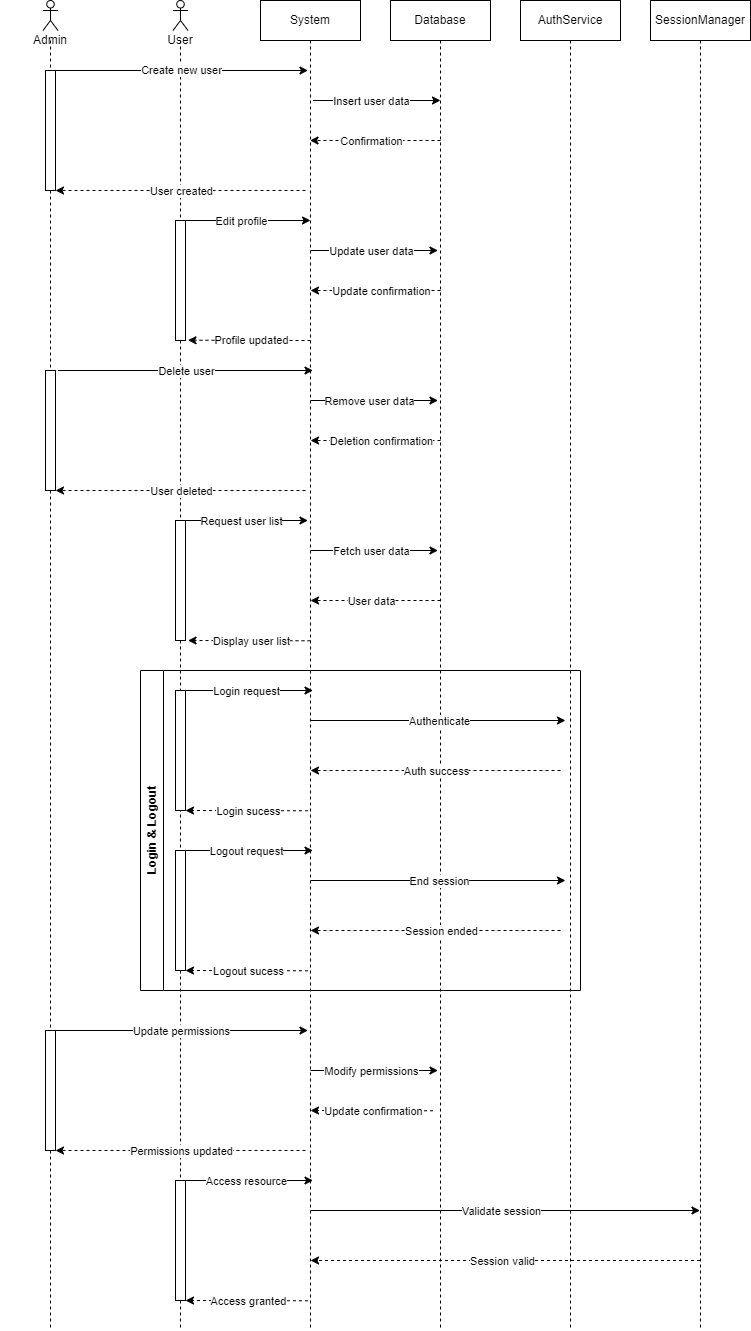 Admin
User
System
Database
AuthService
SessionManager
Create new user
Insert user data
Confirmation
User created
Edit profile
Update user data
Update confirmation
Profile updated
Delete user
Remove user data
Deletion confirmation
User deleted
Request user list
Fetch user data
User data
Display user list
Login & Logout
Login request
Authenticate
Auth success
Login sucess
Logout request
End session
Session ended
Logout sucess
Update permissions
Modify permissions
Update confirmation
Permissions updated
Access resource
Validate session
Session valid
Access granted